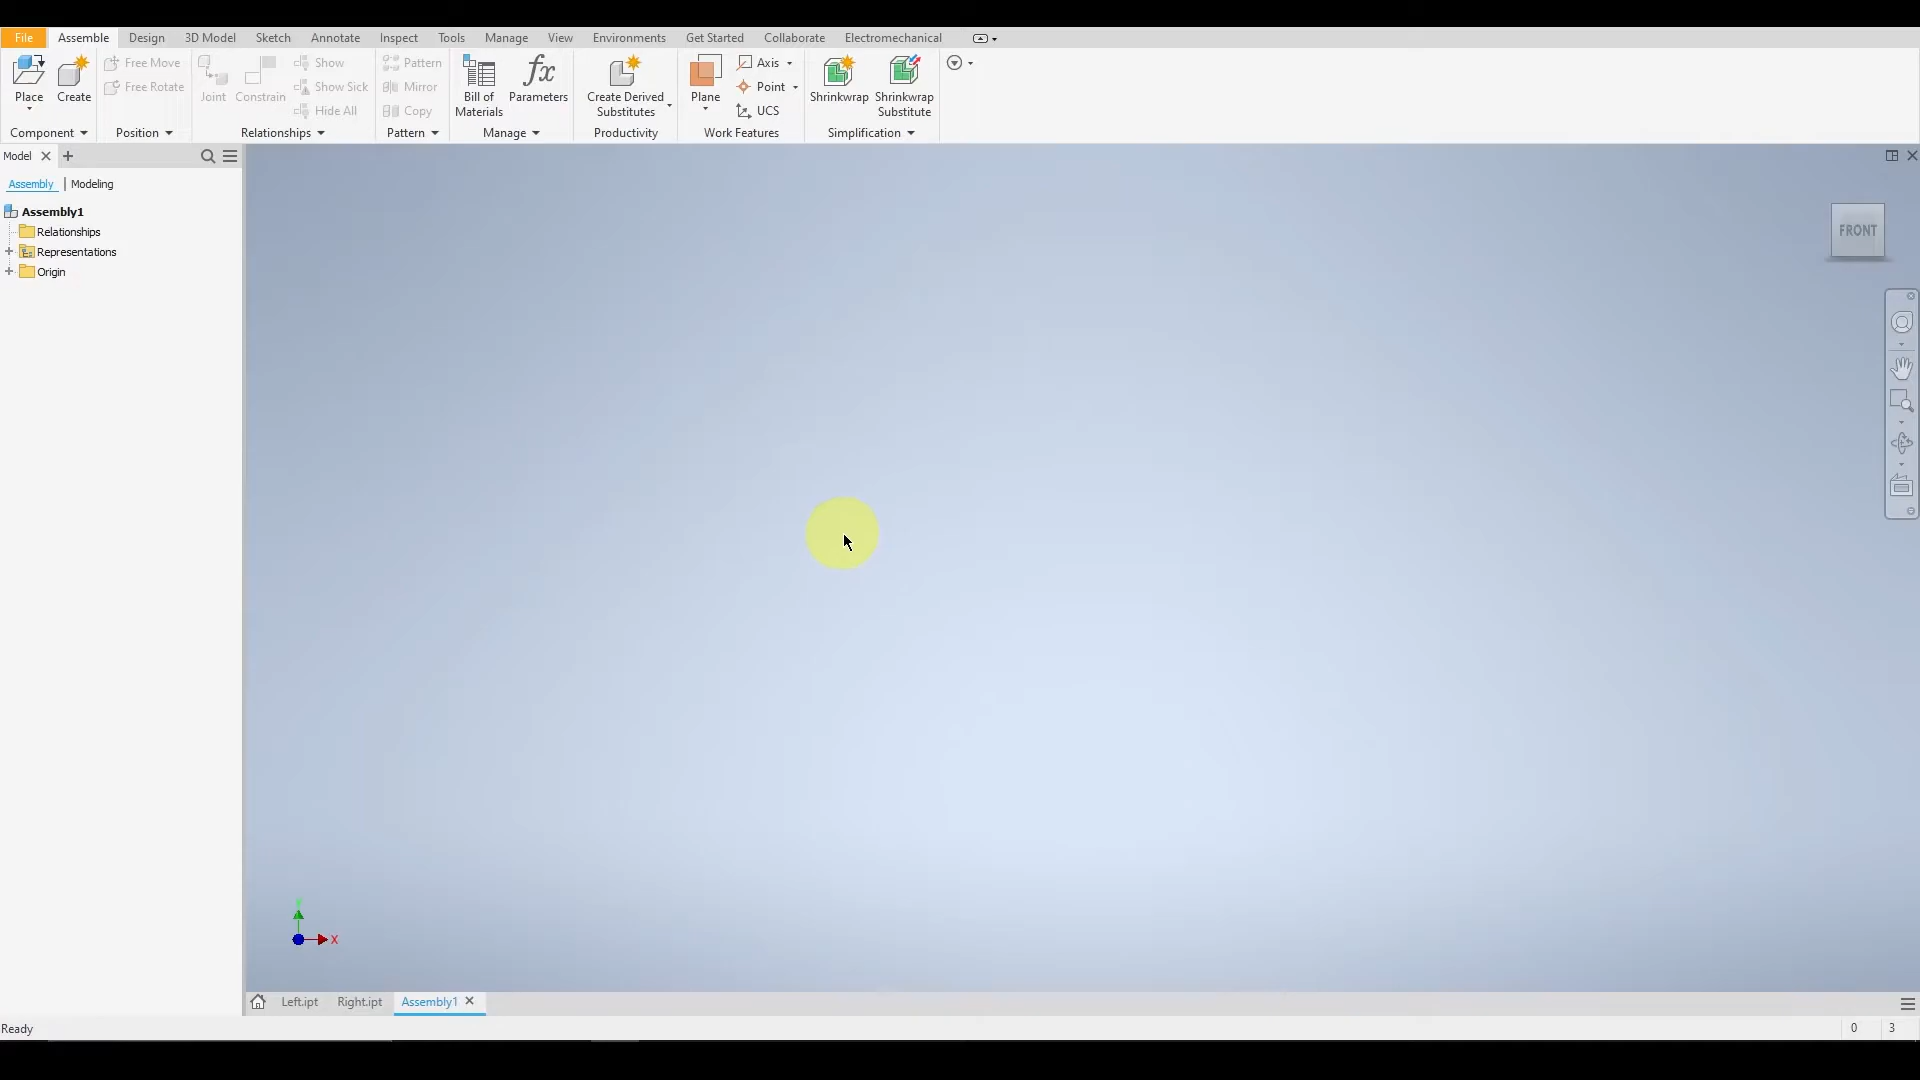 File Assemble Design 3D Model Sketch Annotate Inspect Tools Manage View Environments Get Started Collaborate Electromechanical
Place Create Free Move Joint Constrain Show Pattern Bill of Materials fx Parameters Create Derived Substitutes Plane Axis Shrinkwrap Shrinkwrap Substitute
Free Rotate Show Sick Mirror Point
Hide All Copy UCS
Component Position Relationships Pattern Manage Productivity Work Features Simplification
Model
Assembly | Modeling
Assembly1
Relationships
Representations
Origin
FRONT
X
Left.ipt Right.ipt Assembly1
Ready 0 3